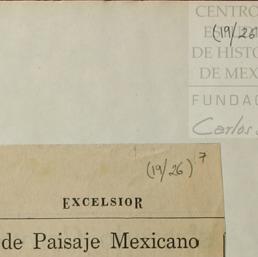 CENTRO
DE HISTO
DE MEX
(19/26
FUNDAC
Carlos
(19/26) 7
EXCELSIOR
de Paisaje Mexicano